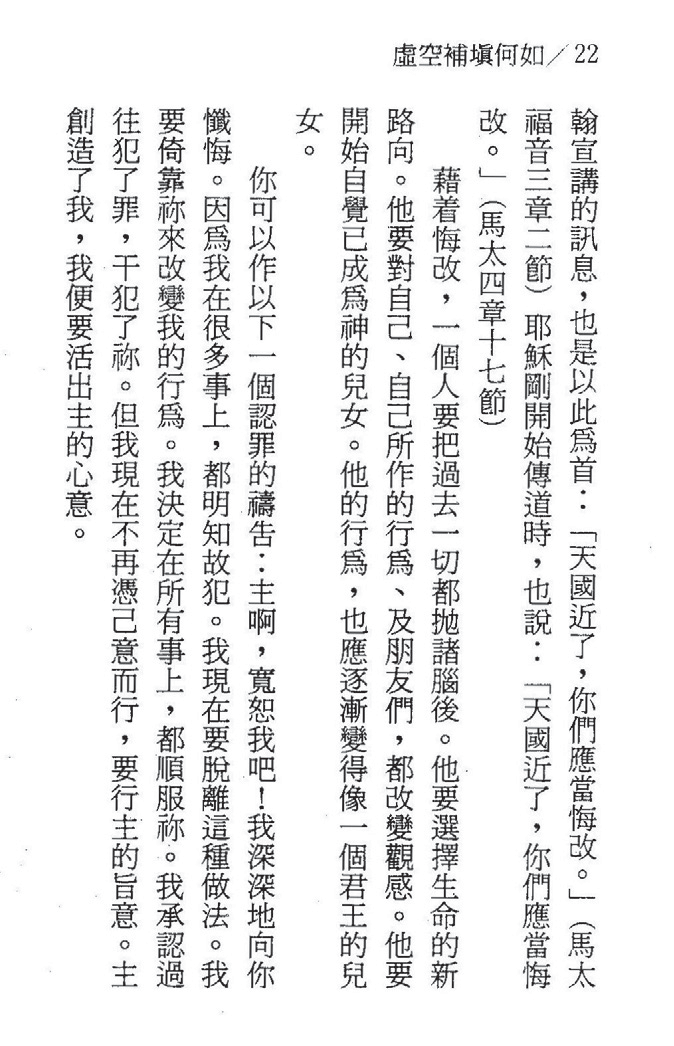 虛空補塡何如／22
翰宣講的訊息，也是以此爲首：「天國近了，你們應當悔改。」（馬太
福音三章二節）耶穌剛開始傳道時，也說：「天國近了，你們應當悔
改。」（馬太四章十七節）
藉着悔改，一個人要把過去一切都拋諸腦後。他要選擇生命的新
路向。他要對自己、自己所作的行爲、及朋友們，都改變觀感。他要
開始自覺已成爲神的兒女。他的行爲，也應逐漸變得像一個君王的兒
女。
你可以作以下一個認罪的禱告：主啊，寬恕我吧！我深深地向你
懺悔。因爲我在很多事上，都明知故犯。我現在要脫離這種做法。我
要倚靠祢來改變我的行爲。我決定在所有事上，都順服祢。我承認過
往犯了罪，干犯了祢。但我現在不再憑己意而行，要行主的旨意。主
創造了我，我便要活出主的心意。